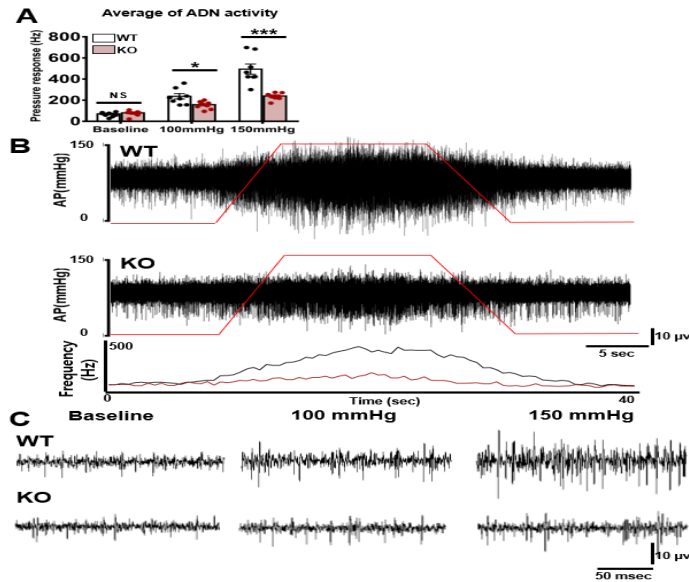 A
Average of ADN activity
Pressure response (Hz)
800
600
400
200
0
WT
KO
NS
*
***
Baseline
100mmHg
150mmHg
B
WT
AP(mmHg)
150
0
KO
AP(mmHg)
150
0
10 μv
5 sec
Frequency (Hz)
500
0
Time (sec)
40
C
Baseline
100 mmHg
150 mmHg
WT
KO
10 μv
50 msec